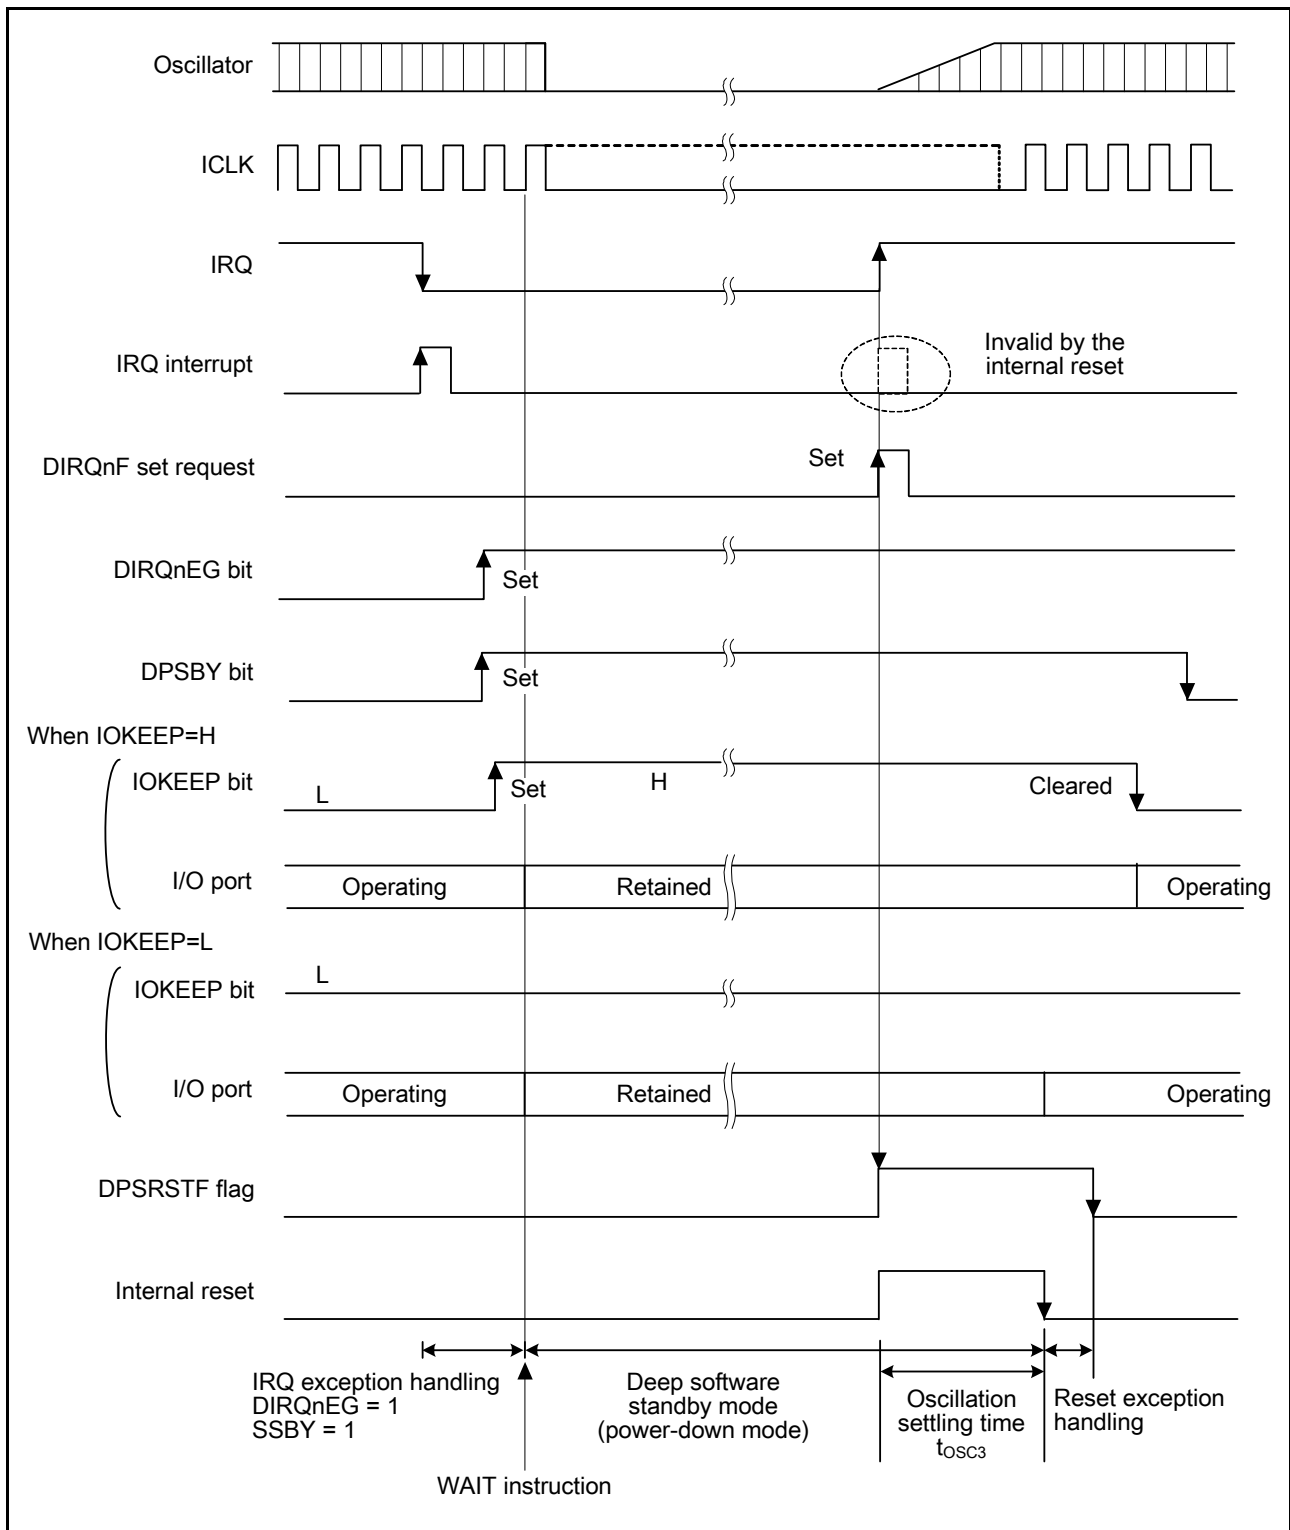 Oscillator
ICLK
IRQ
IRQ interrupt
Invalid by the
internal reset
DIRQnF set request
Set
DIRQnEG bit
Set
DPSBY bit
Set
When IOKEEP=H
IOKEEP bit
L
Set
H
Cleared
I/O port
Operating
Retained
Operating
When IOKEEP=L
IOKEEP bit
L
I/O port
Operating
Retained
Operating
DPSRSTF flag
Internal reset
IRQ exception handling
DIRQnEG = 1
SSBY = 1
Deep software
standby mode
(power-down mode)
Oscillation
settling time
tOSC3
Reset exception
handling
WAIT instruction